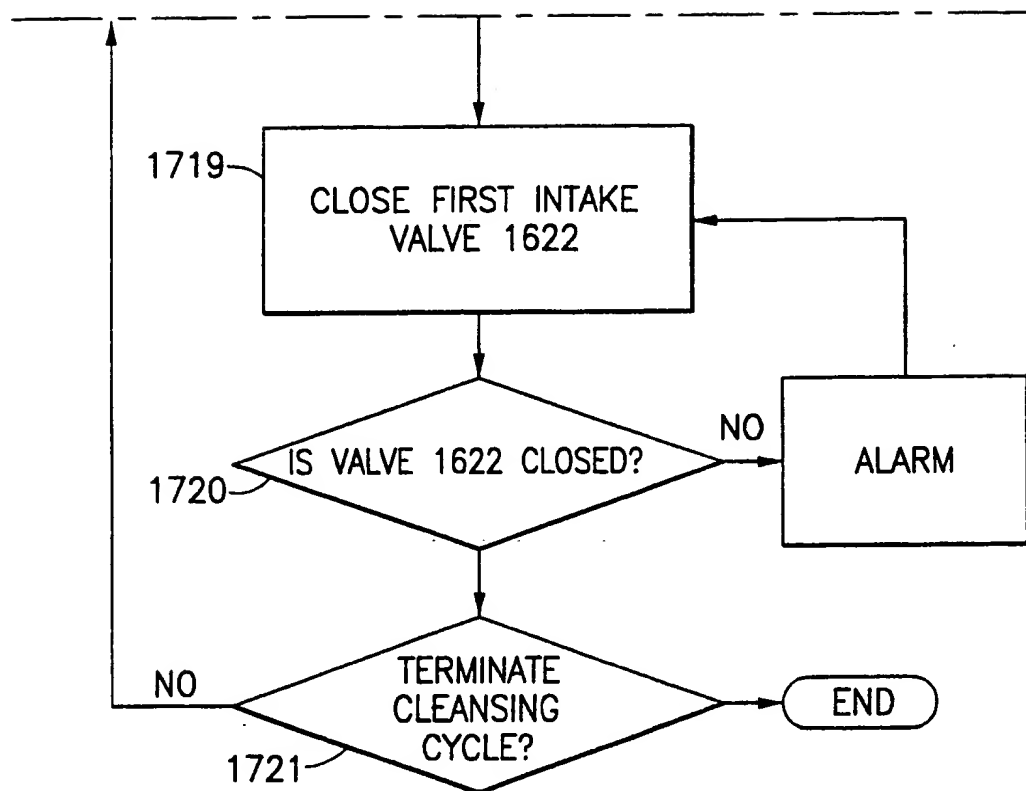 1719
CLOSE FIRST INTAKE
VALVE 1622
NO
IS VALVE 1622 CLOSED?
ALARM
1720
NO
TERMINATE
CLEANSING
CYCLE?
END
1721